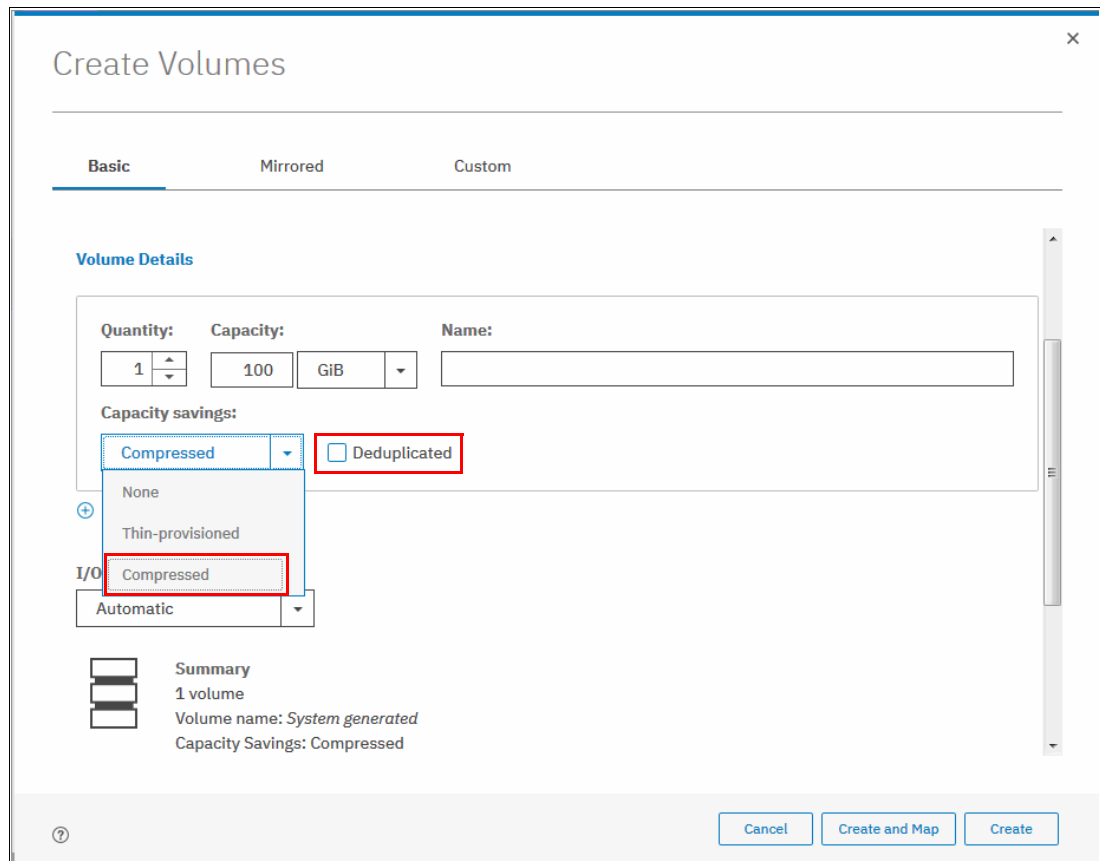 Create Volumes
×
Basic Mirrored Custom
Volume Details
Quantity: Capacity: Name:
1 100 GiB
Capacity savings:
Compressed Deduplicated
None
Thin-provisioned
Compressed
I/O
Automatic
Summary
1 volume
Volume name: System generated
Capacity Savings: Compressed
? Cancel Create and Map Create